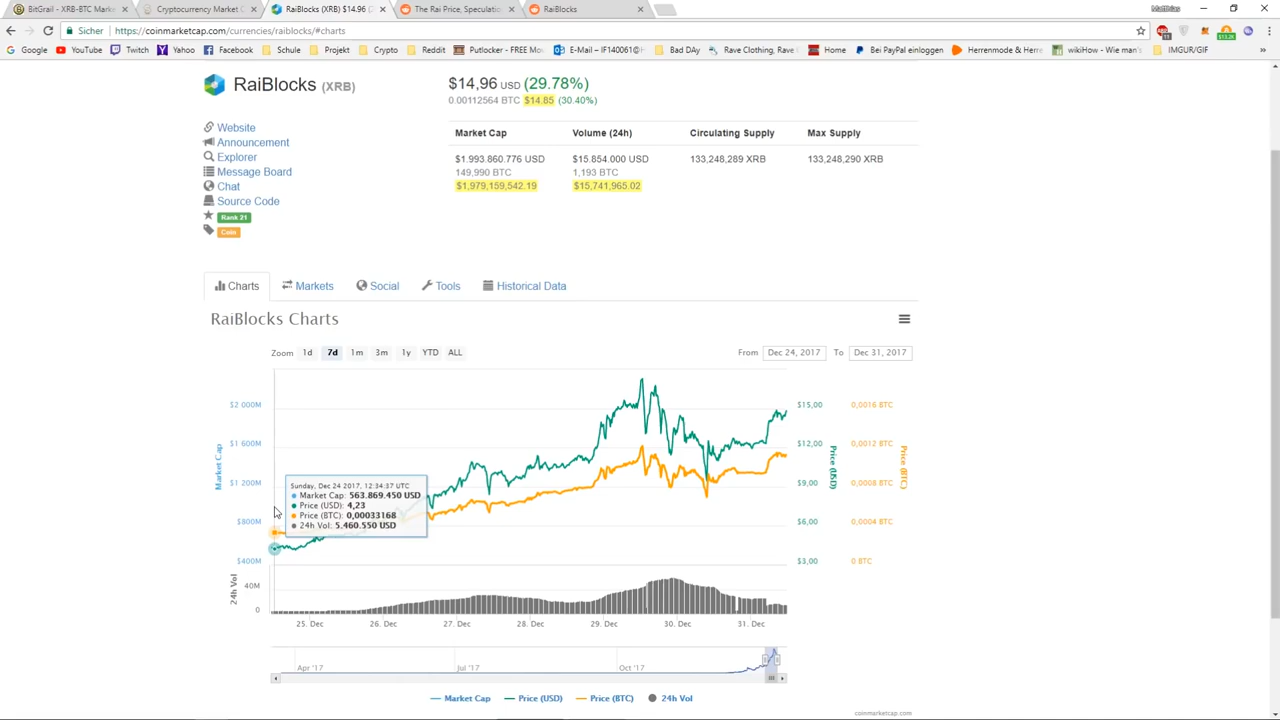 BitGrail - XRB-BTC Marke
Cryptocurrency Market C
RaiBlocks (XRB) $14,96 (
The Rai Price, Speculatio
RaiBlocks
Matthias
Sicher https://coinmarketcap.com/currencies/raiblocks/#charts
Google YouTube Twitch Yahoo Facebook Schule Projekt Crypto Reddit Futlocker - FREE Mo E-Mail – IF140061@H Bad DAy Rave Clothing, Rave Home Bei PayPal einloggen Herrenmode & Herre wikiHow – Wie man's IMGUR/GIF
RaiBlocks (XRB)
$14,96 USD (29.78%)
0.00112564 BTC $14.85 (30.40%)
Website
Announcement
Explorer
Message Board
Chat
Source Code
Rank 21
Coin
Market Cap Volume (24h) Circulating Supply Max Supply
$1.993.860.776 USD $15.854.000 USD 133,248,289 XRB 133,248,290 XRB
149,990 BTC 1,193 BTC
$1,979,159,542.19 $15,741,965.02
Charts Markets Social Tools Historical Data
RaiBlocks Charts
Zoom 1d 7d 1m 3m 1y YTD ALL From Dec 24, 2017 To Dec 31, 2017
$2 000M $15,00 0,0016 BTC
$1 600M $12,00 0,0012 BTC
$1 200M $9,00 0,0008 BTC
$800M $6,00 0,0004 BTC
$400M $3,00 0 BTC
Market Cap
Price (USD)
Price (BTC)
Sunday, Dec 24 2017, 12:34:37 UTC
Market Cap: 563.869.450 USD
Price (USD): 4,23
Price (BTC): 0,00033168
24h Vol: 5.460.550 USD
24h Vol
40M
0
25. Dec 26. Dec 27. Dec 28. Dec 29. Dec 30. Dec 31. Dec
Apr '17 Jul '17 Oct '17
Market Cap Price (USD) Price (BTC) 24h Vol
coinmarketcap.com